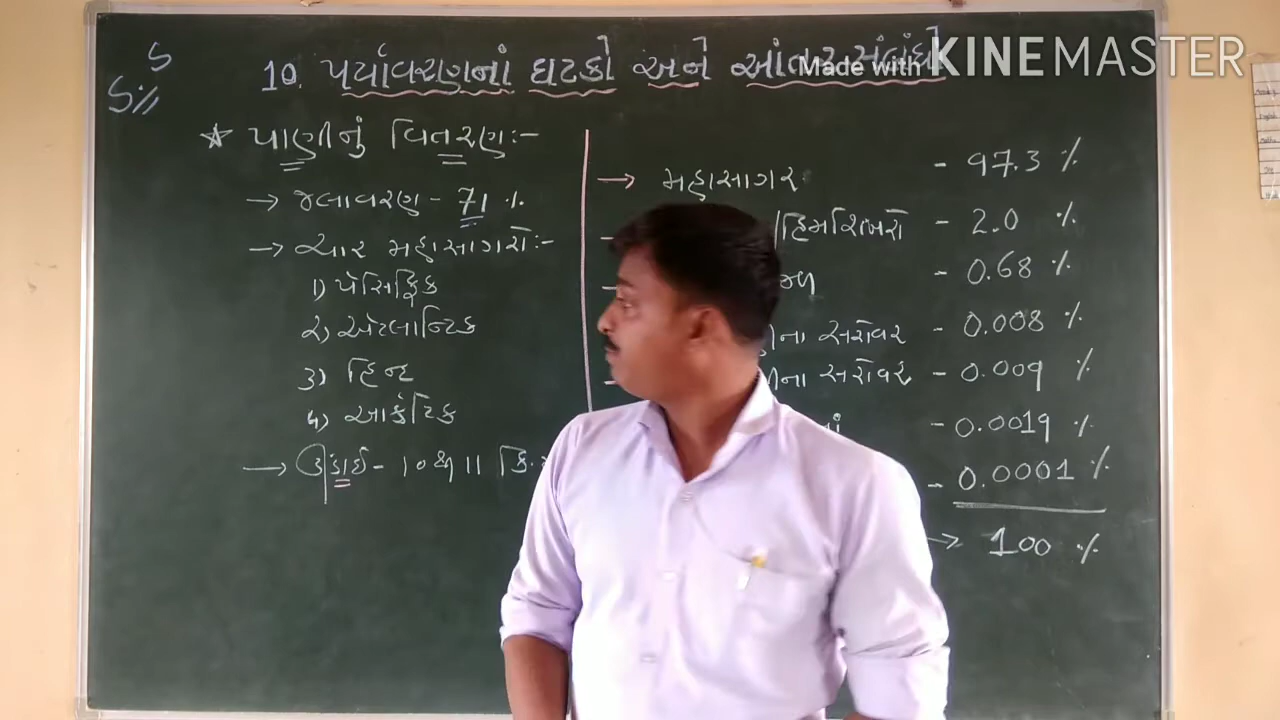 10. પર્યાવરણનાં ઘટકો અને
Made with KINEMASTER
★ પાણીનું વિતરણ:-
→ જલાવરણ - 71 %
→ ચાર મહાસાગરો:-
1) પેસિફિક
2) એટલાન્ટિક
3) હિન્દ
4) આર્કટિક
→ ઊંડાઈ - 11 કિ.
→ મહાસાગર - 97.3 %
/હિમશિખરો - 2.0 %
- 0.68 %
ના સરોવર - 0.008 %
ના સરોવર - 0.009 %
- 0.0019 %
- 0.0001 %
→ 100 %